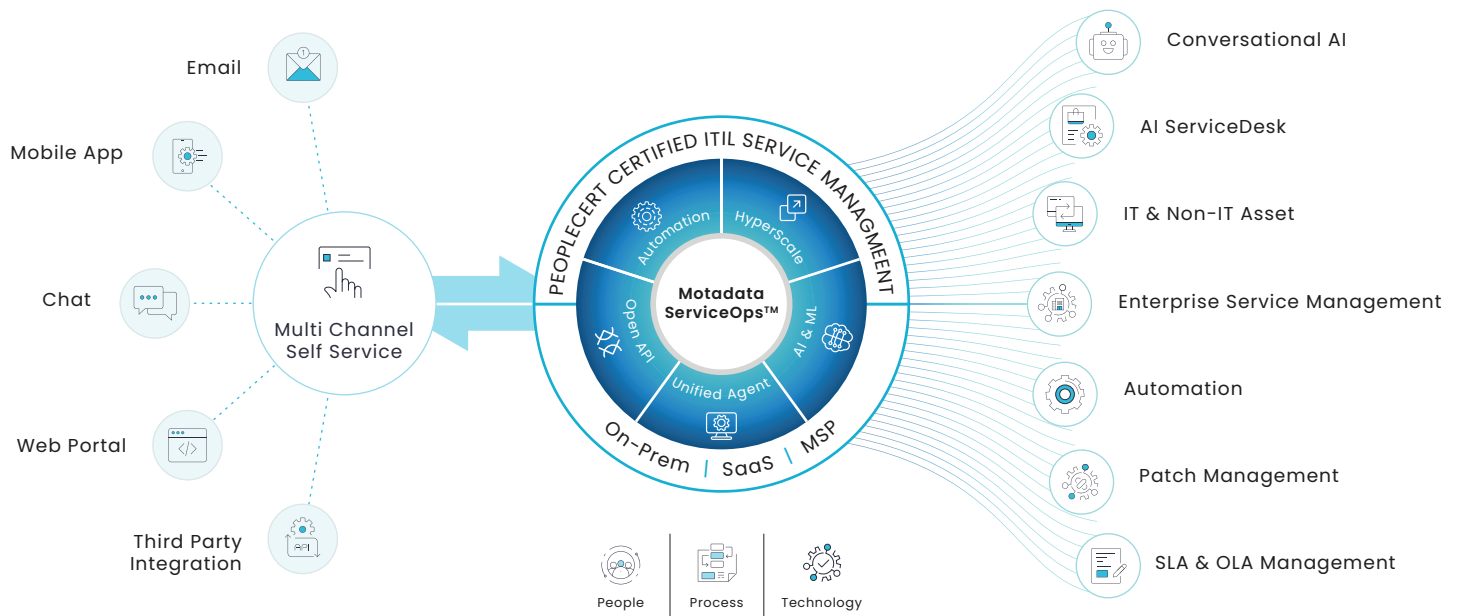 Email
Mobile App
Chat
Web Portal
Third Party
Integration
1
API
</>
Multi Channel
Self Service
PEOPLECERT CERTIFIED ITIL SERVICE MANAGMEENT
Automation
HyperScale
Open API
AI & ML
Unified Agent
Motadata
ServiceOps™
On-Prem | SaaS | MSP
People
Process
Technology
Conversational AI
AI ServiceDesk
IT & Non-IT Asset
Enterprise Service Management
Automation
Patch Management
SLA & OLA Management